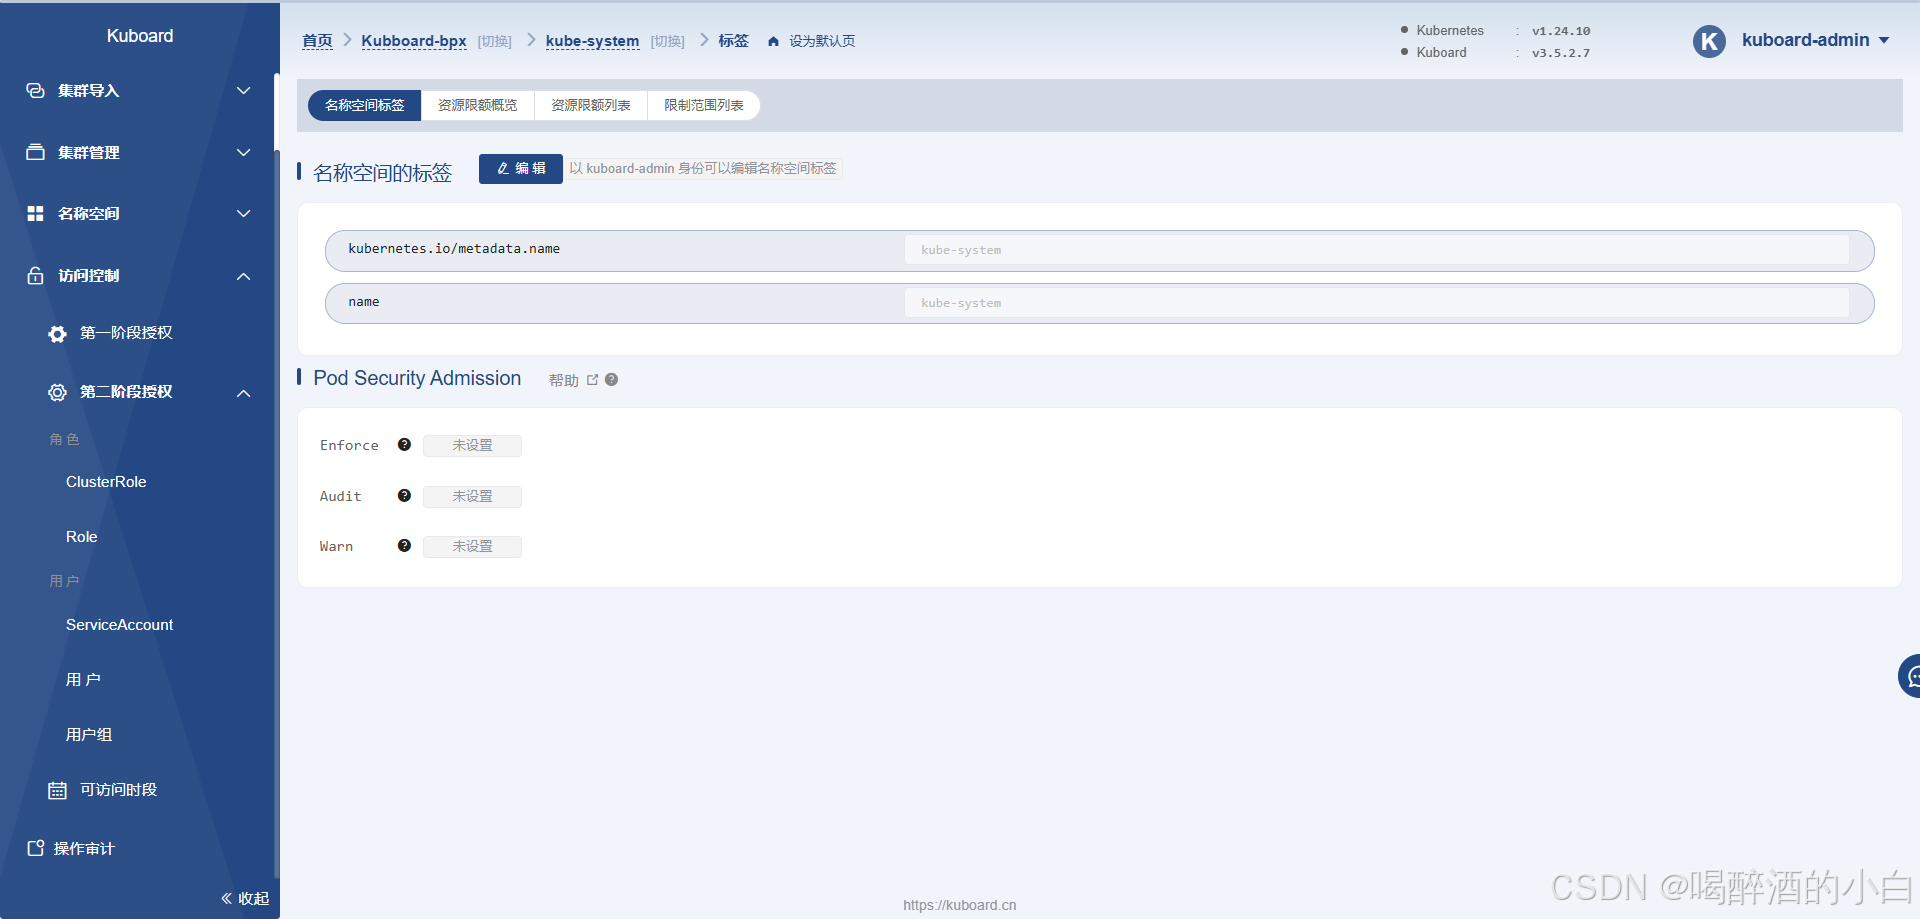 Kuboard
集群导入
集群管理
名称空间
访问控制
第一阶段授权
第二阶段授权
角 色
ClusterRole
Role
用 户
ServiceAccount
用 户
用户组
可访问时段
操作审计
收起
首页 Kubboard-bpx [切换] kube-system [切换] 标签 设为默认页
Kubernetes : v1.24.10
Kuboard : v3.5.2.7
K kuboard-admin
名称空间标签 资源限额概览 资源限额列表 限制范围列表
名称空间的标签 编 辑 以 kuboard-admin 身份可以编辑名称空间标签
kubernetes.io/metadata.name kube-system
name kube-system
Pod Security Admission 帮助
Enforce 未设置
Audit 未设置
Warn 未设置
https://kuboard.cn
CSDN @喝醉酒的小白